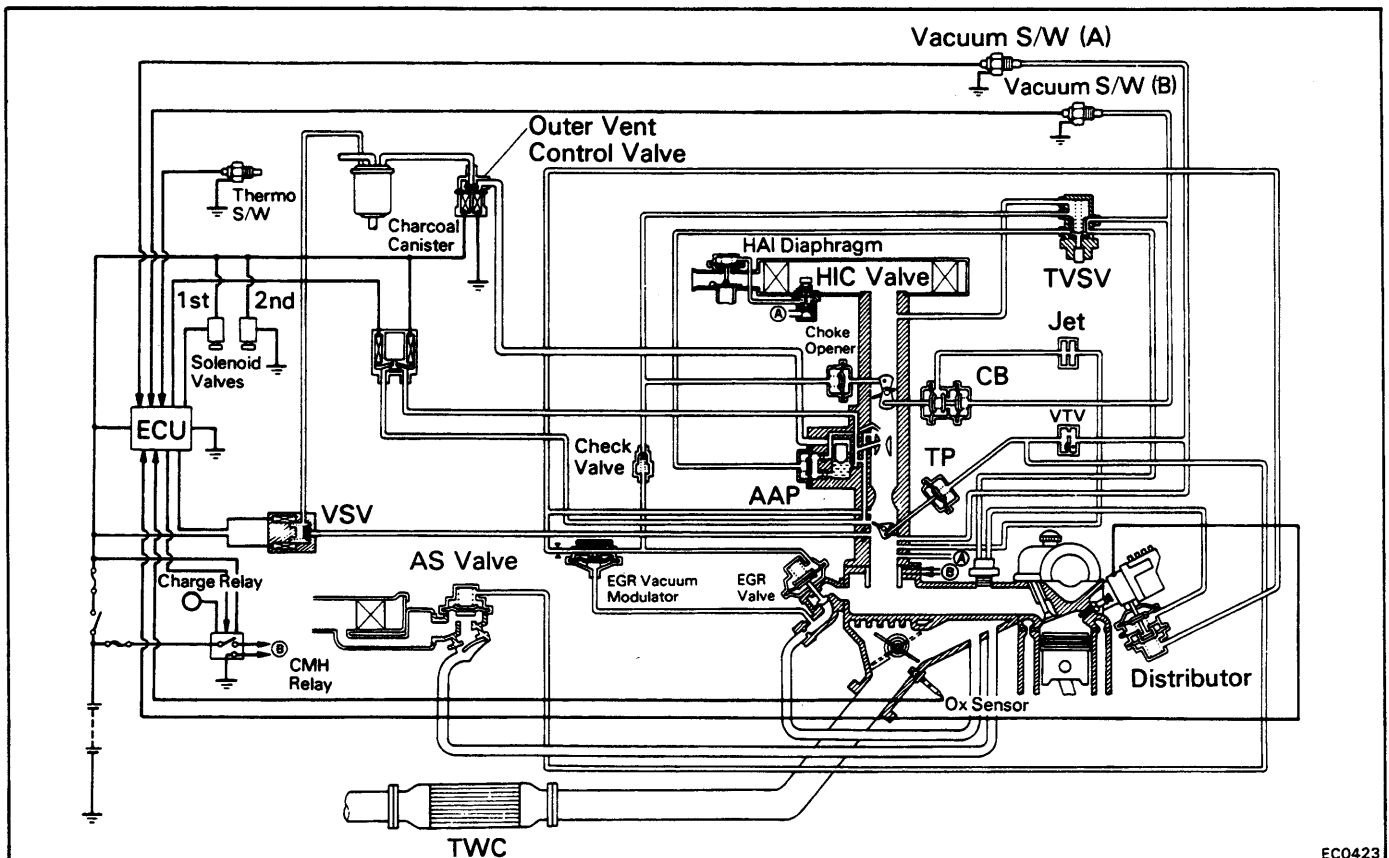 Vacuum S/W (A)
Vacuum S/W (B)
Outer Vent
Control Valve
Thermo
S/W
Charcoal
Canister
HAI Diaphragm
HIC Valve
TVSV
1st
2nd
A
Choke
Opener
Jet
Solenoid
Valves
CB
ECU
VTV
Check
Valve
TP
AAP
VSV
AS Valve
A
B
Charge Relay
EGR Vacuum
Modulator
EGR
Valve
B
CMH
Relay
Distributor
Ox Sensor
TWC
EC0423